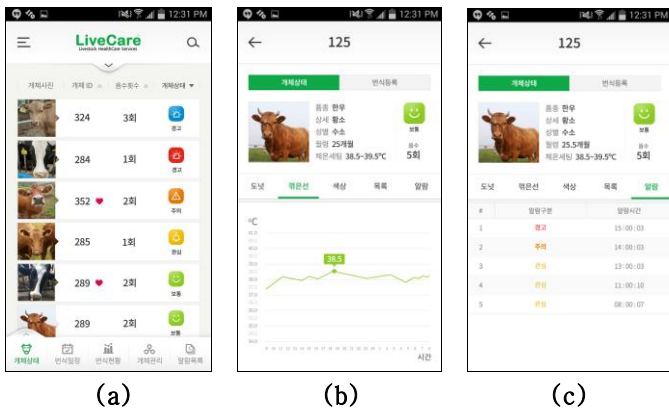 12:31 PM
LiveCare
Livestock HealthCare Services
개체사진 개체 ID 음수횟수 개체상태
324 3회 경고
284 1회 경고
352 2회 주의
285 1회 관심
289 2회 보통
289 2회 보통
개체상태 번식일정 번식현황 개체관리 알람목록
(a)
12:31 PM
125
개체상태 번식등록
품종 한우
상세 황소
성별 수소
월령 25개월
체온세팅 38.5~39.5℃
보통
음수
5회
도넛 꺾은선 색상 목록 알람
℃
38.5
시간
(b)
12:31 PM
125
개체상태 번식등록
품종 한우
상세 황소
성별 수소
월령 25.5개월
체온세팅 38.5~39.5℃
보통
음수
5회
도넛 꺾은선 색상 목록 알람
# 알람구분 알람시간
1 경고 15:00:03
2 주의 14:00:03
3 관심 13:00:03
4 관심 11:00:10
5 관심 08:00:07
(c)